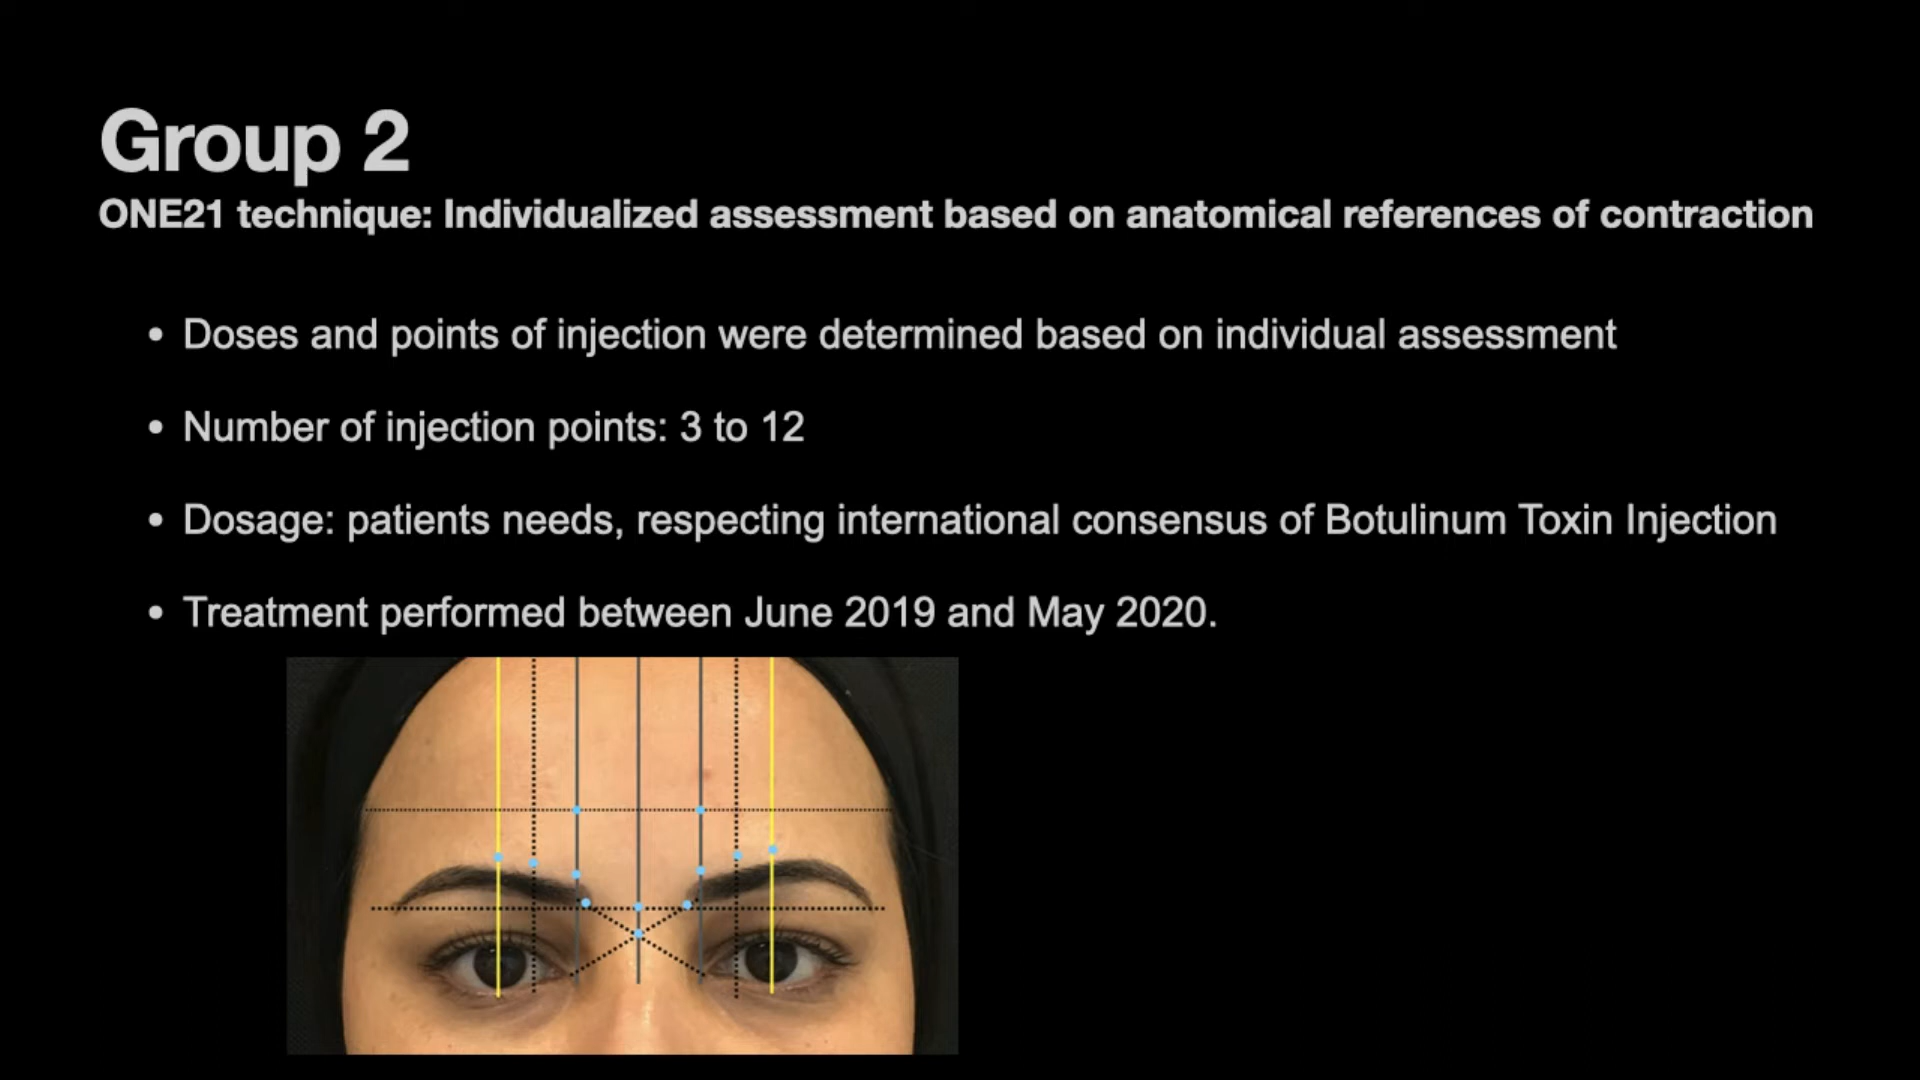 Group 2
ONE21 technique: Individualized assessment based on anatomical references of contraction
• Doses and points of injection were determined based on individual assessment
• Number of injection points: 3 to 12
• Dosage: patients needs, respecting international consensus of Botulinum Toxin Injection
• Treatment performed between June 2019 and May 2020.